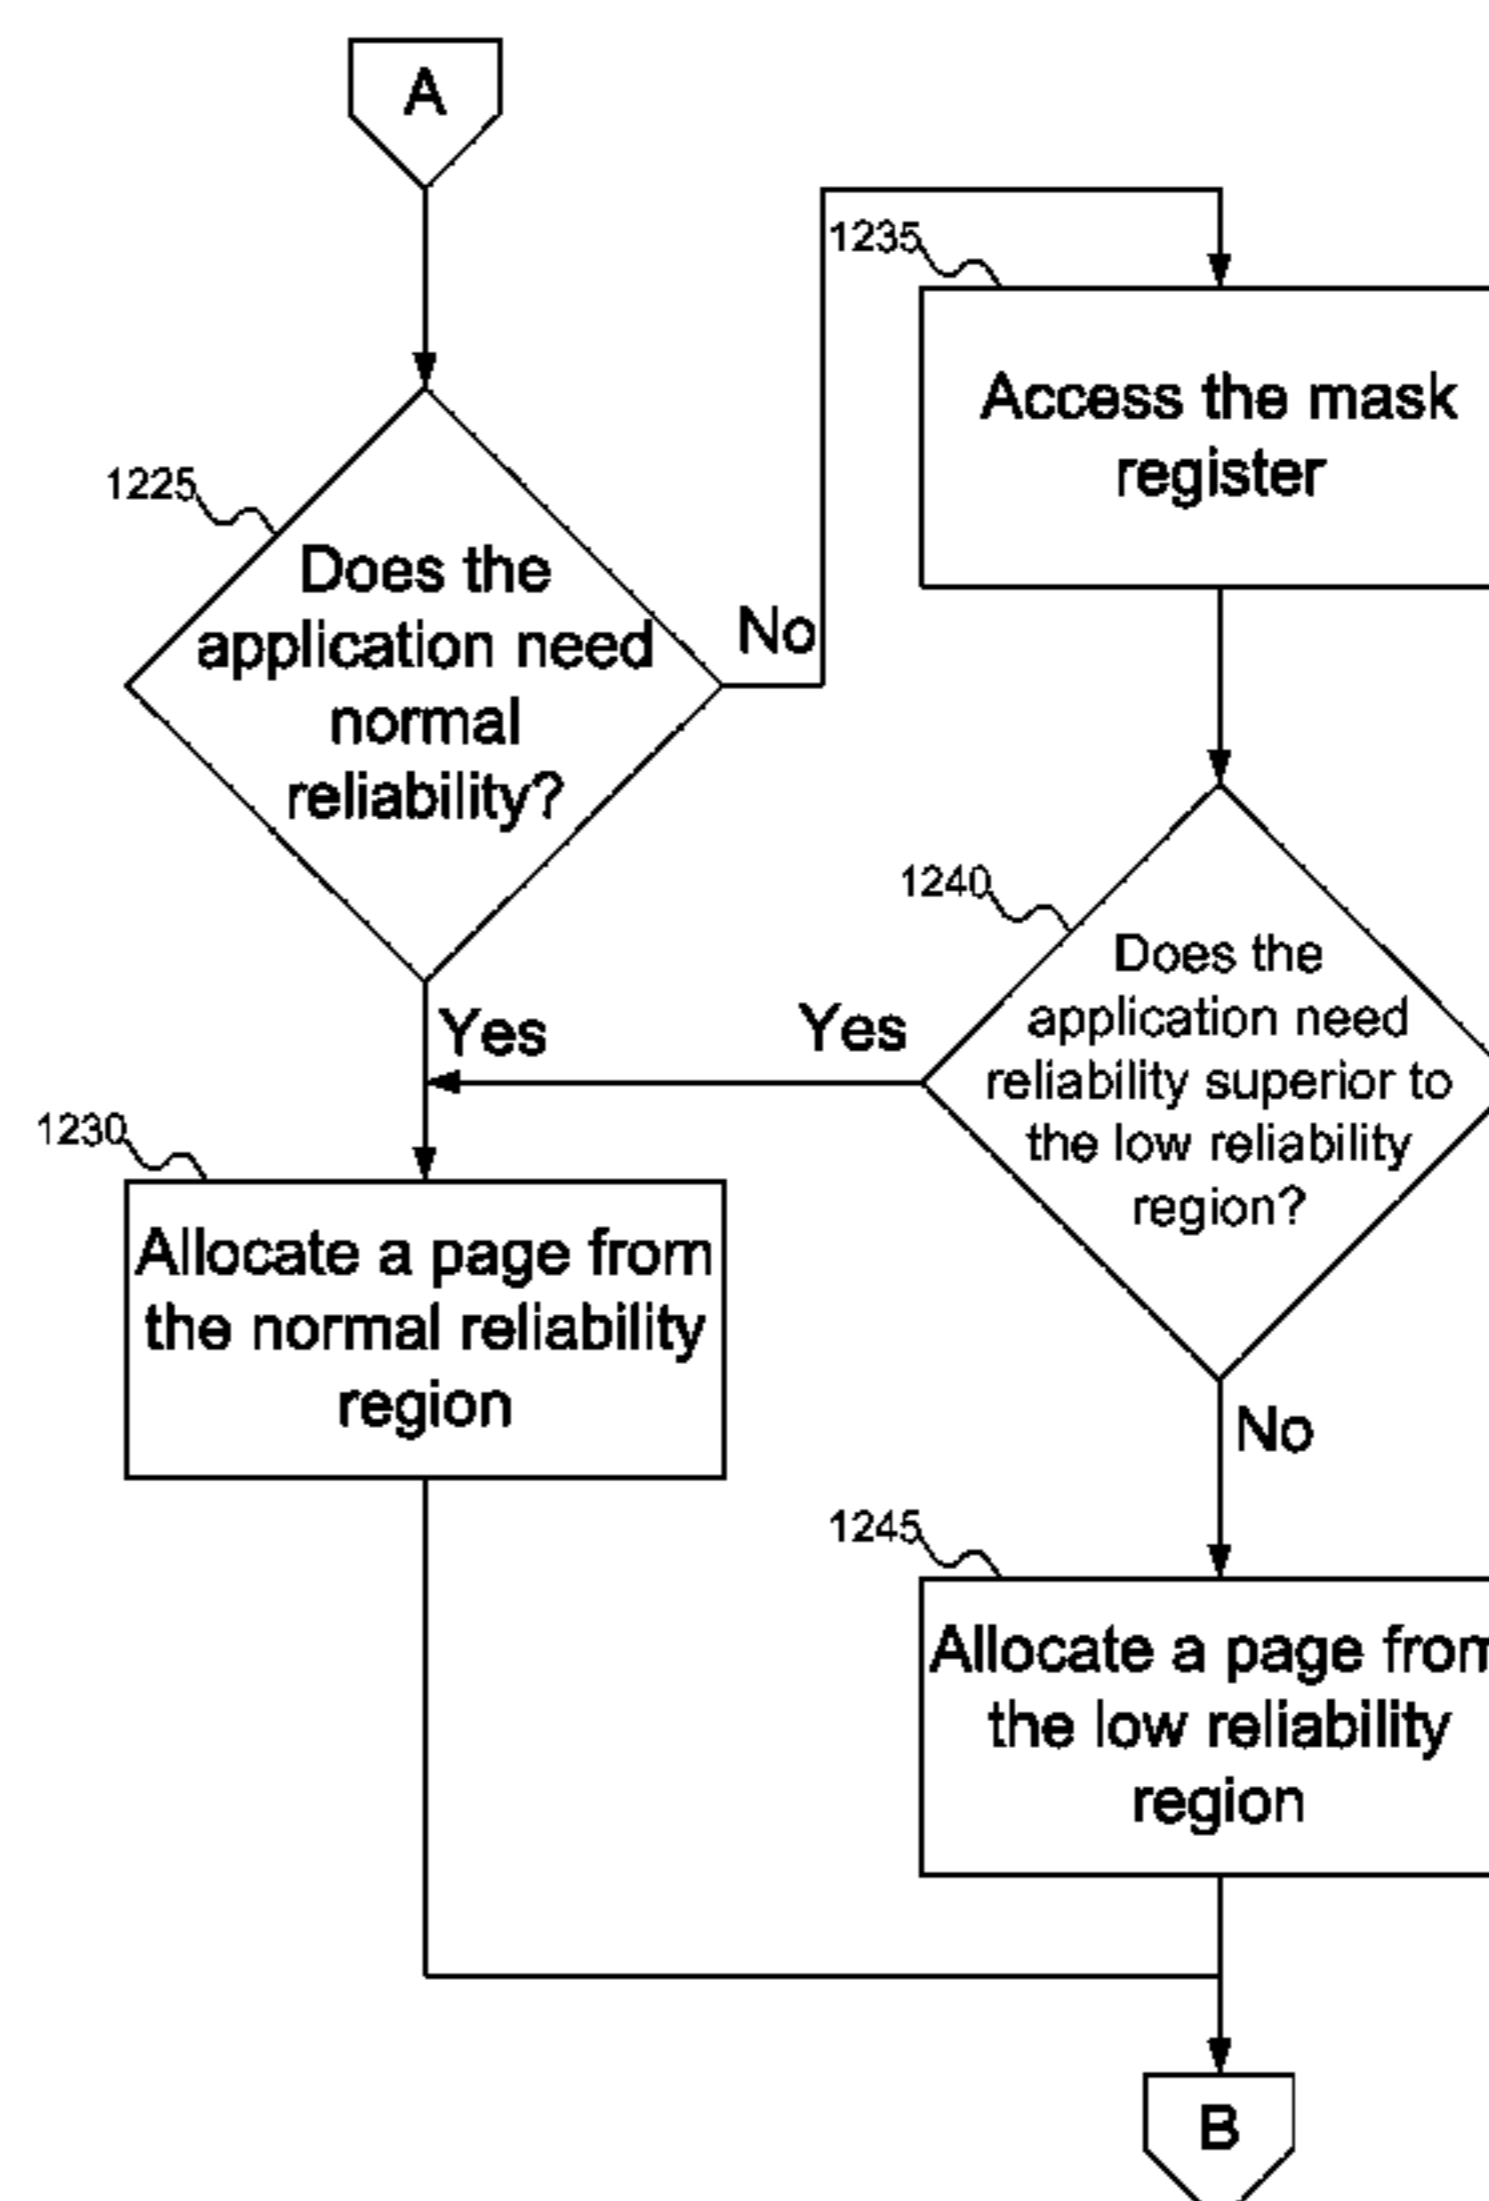 A
1225
Does the
application need
normal
reliability?
No
Yes
1230
Allocate a page from
the normal reliability
region
1235
Access the mask
register
1240
Does the
application need
reliability superior to
the low reliability
region?
Yes
No
1245
Allocate a page from
the low reliability
region
B